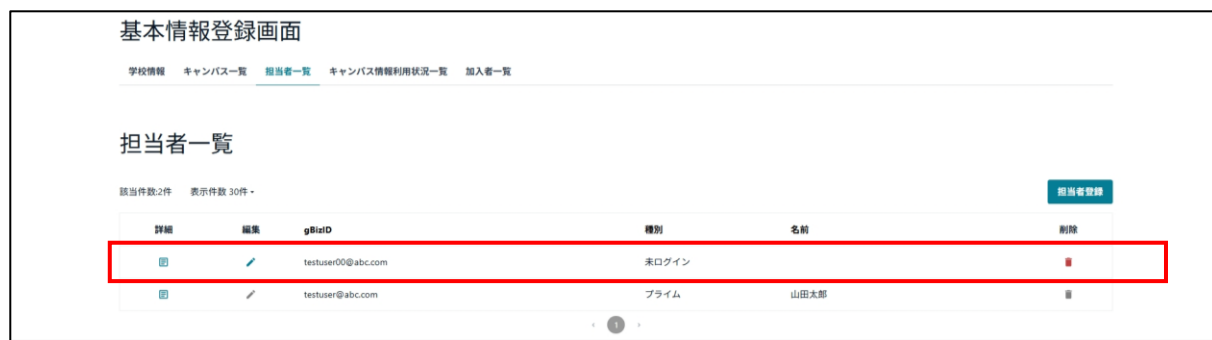 基本情報登録画面
学校情報 キャンパス一覧 担当者一覧 キャンパス情報利用状況一覧 加入者一覧
担当者一覧
該当件数:2件 表示件数 30件
担当者登録
詳細 編集 gBizID 種別 名前 削除
testuser00@abc.com 未ログイン
testuser@abc.com プライム 山田太郎
1